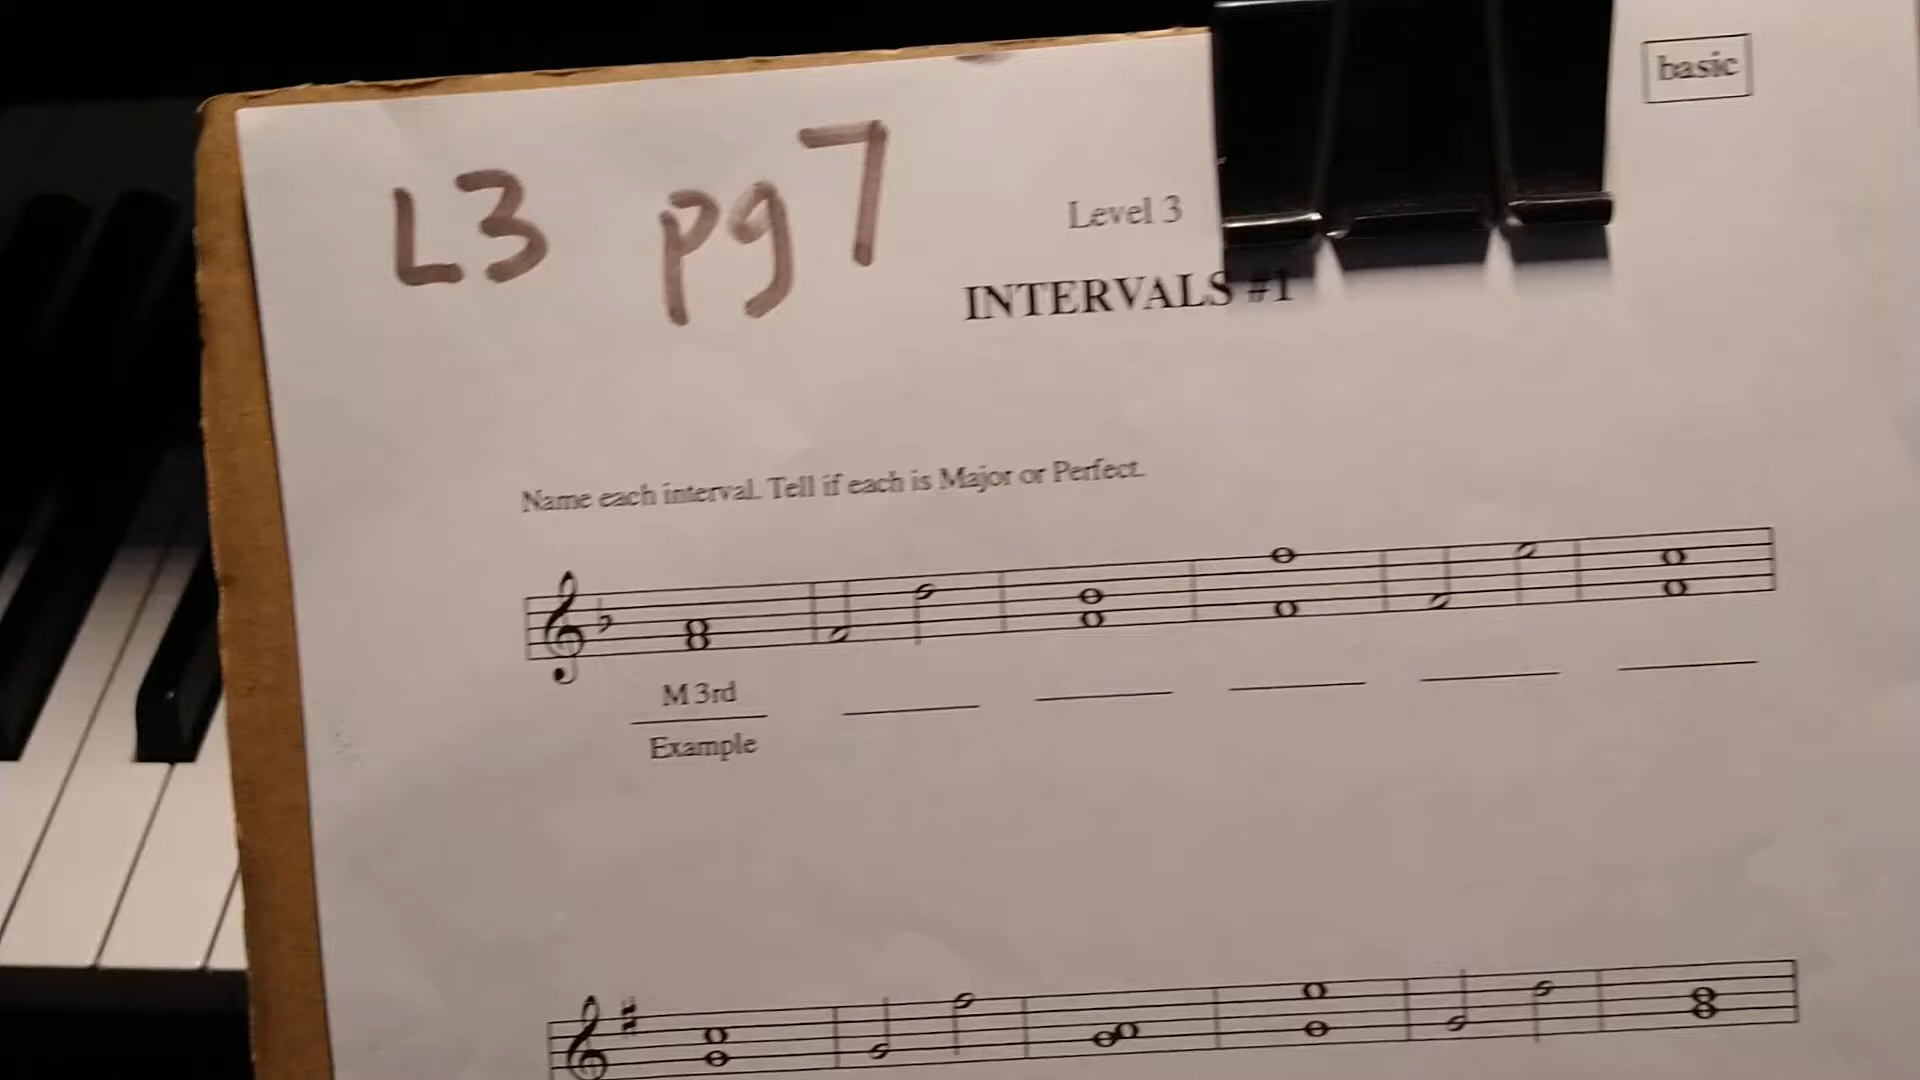 basic
L3 pg7
Level 3
INTERVALS #1
Name each interval. Tell if each is Major or Perfect.
M 3rd
Example